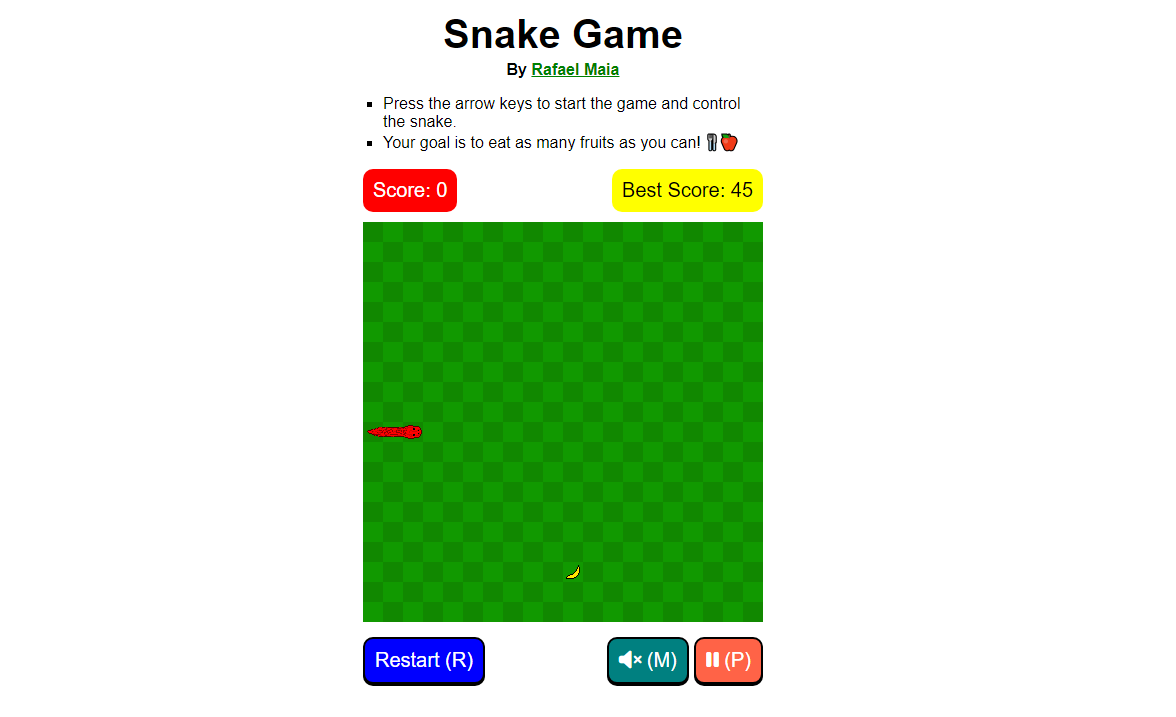 Snake Game
By Rafael Maia
Press the arrow keys to start the game and control
the snake.
Your goal is to eat as many fruits as you can! 🍴🍎
Score: 0
Best Score: 45
Restart (R)
(M)
(P)